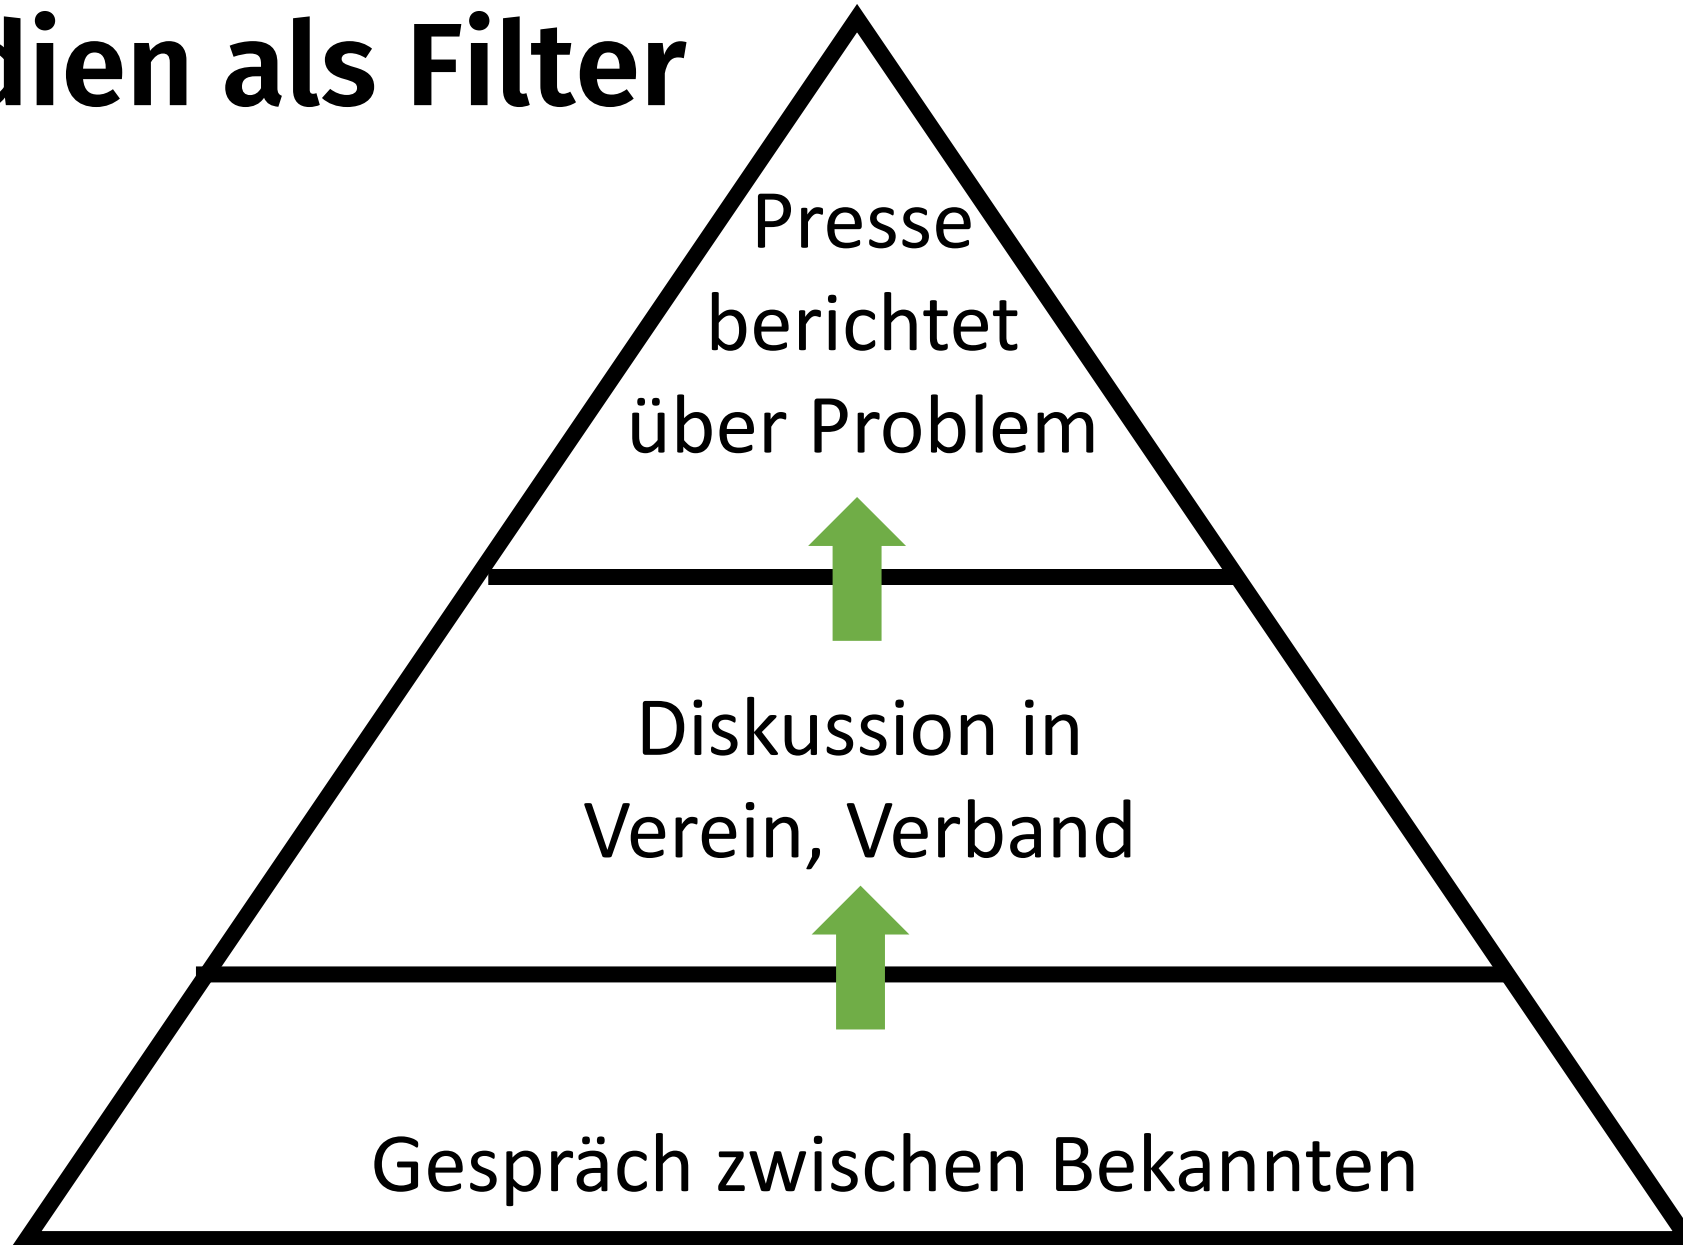 dien als Filter
Presse
berichtet
über Problem
Diskussion in
Verein, Verband
Gespräch zwischen Bekannten